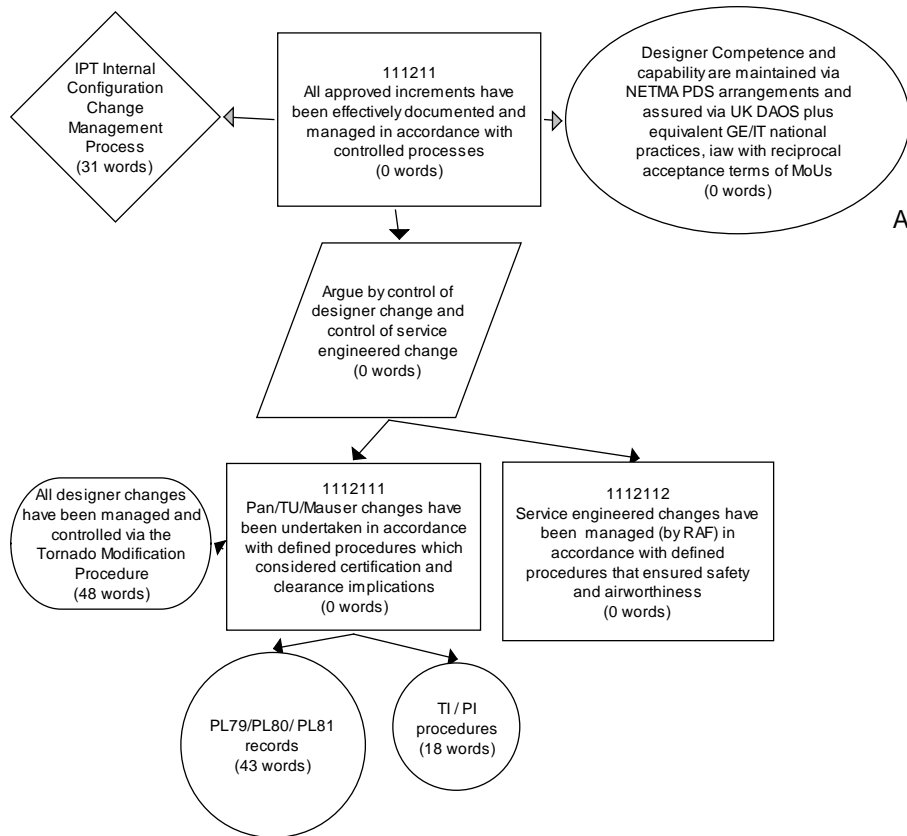 IPT Internal
Configuration
Change
Management
Process
(31 words)
111211
All approved increments have
been effectively documented and
managed in accordance with
controlled processes
(0 words)
Designer Competence and
capability are maintained via
NETMA PDS arrangements and
assured via UK DAOS plus
equivalent GE/IT national
practices, iaw with reciprocal
acceptance terms of MoUs
(0 words)
A
Argue by control of
designer change and
control of service
engineered change
(0 words)
All designer changes
have been managed and
controlled via the
Tornado Modification
Procedure
(48 words)
1112111
Pan/TU/Mauser changes have
been undertaken in accordance
with defined procedures which
considered certification and
clearance implications
(0 words)
1112112
Service engineered changes have
been managed (by RAF) in
accordance with defined
procedures that ensured safety
and airworthiness
(0 words)
PL79/PL80/ PL81
records
(43 words)
TI / PI
procedures
(18 words)